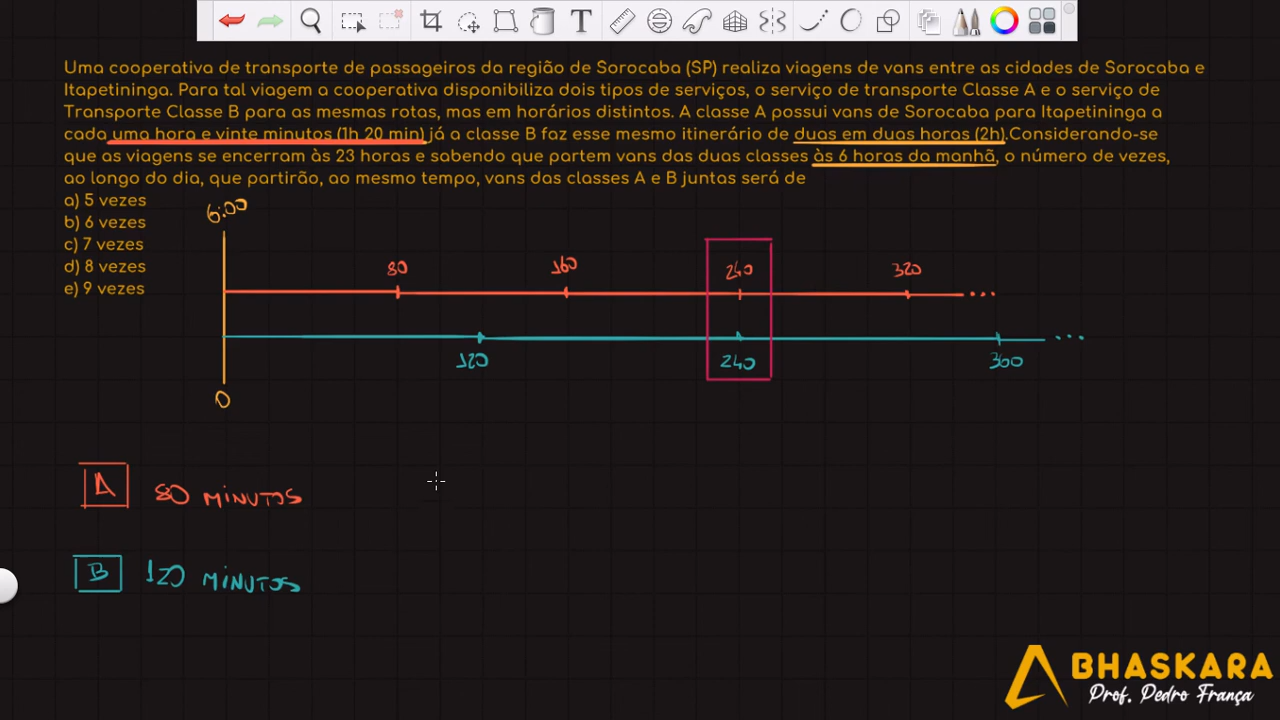 Uma cooperativa de transporte de passageiros da região de Sorocaba (SP) realiza viagens de vans entre as cidades de Sorocaba e
Itapetininga. Para tal viagem a cooperativa disponibiliza dois tipos de serviços, o serviço de transporte Classe A e o serviço de
Transporte Classe B para as mesmas rotas, mas em horários distintos. A classe A possui vans de Sorocaba para Itapetininga a
cada uma hora e vinte minutos (1h 20 min) já a classe B faz esse mesmo itinerário de duas em duas horas (2h).Considerando-se
que as viagens se encerram às 23 horas e sabendo que partem vans das duas classes às 6 horas da manhã, o número de vezes,
ao longo do dia, que partirão, ao mesmo tempo, vans das classes A e B juntas será de
a) 5 vezes
b) 6 vezes
c) 7 vezes
d) 8 vezes
e) 9 vezes
6:00
80 160 240 320 ...
120 240 360 ...
0
A 80 MINUTOS
B 120 MINUTOS
BHASKARA
Prof. Pedro França